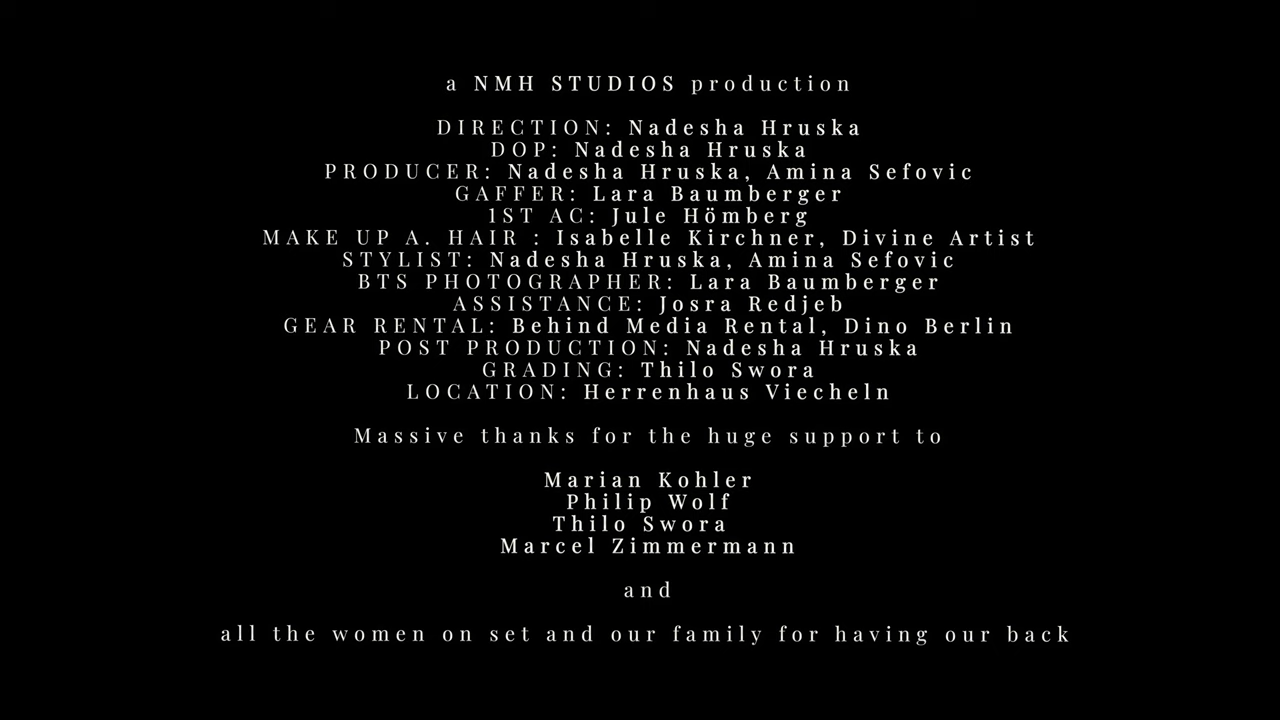 a NMH STUDIOS production
DIRECTION: Nadesha Hruska
DOP: Nadesha Hruska
PRODUCER: Nadesha Hruska, Amina Sefovic
GAFFER: Lara Baumberger
1ST AC: Jule Hömberg
MAKE UP A. HAIR : Isabelle Kirchner, Divine Artist
STYLIST: Nadesha Hruska, Amina Sefovic
BTS PHOTOGRAPHER: Lara Baumberger
ASSISTANCE: Josra Redjeb
GEAR RENTAL: Behind Media Rental, Dino Berlin
POST PRODUCTION: Nadesha Hruska
GRADING: Thilo Swora
LOCATION: Herrenhaus Viecheln
Massive thanks for the huge support to
Marian Kohler
Philip Wolf
Thilo Swora
Marcel Zimmermann
and
all the women on set and our family for having our back